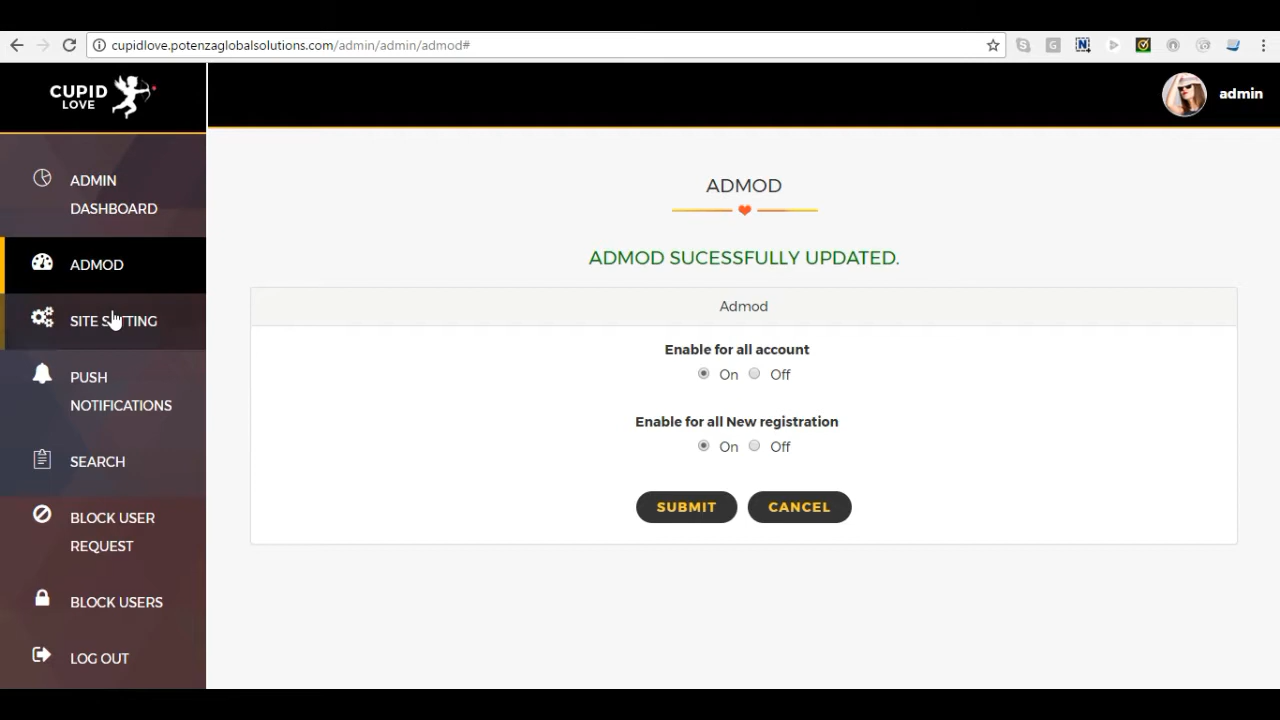 cupidlove.potenzaglobalsolutions.com/admin/admin/admod#
CUPID
LOVE
admin
ADMIN
DASHBOARD
ADMOD
SITE SETTING
PUSH
NOTIFICATIONS
SEARCH
BLOCK USER
REQUEST
BLOCK USERS
LOG OUT
ADMOD
ADMOD SUCESSFULLY UPDATED.
Admod
Enable for all account
On Off
Enable for all New registration
On Off
SUBMIT CANCEL